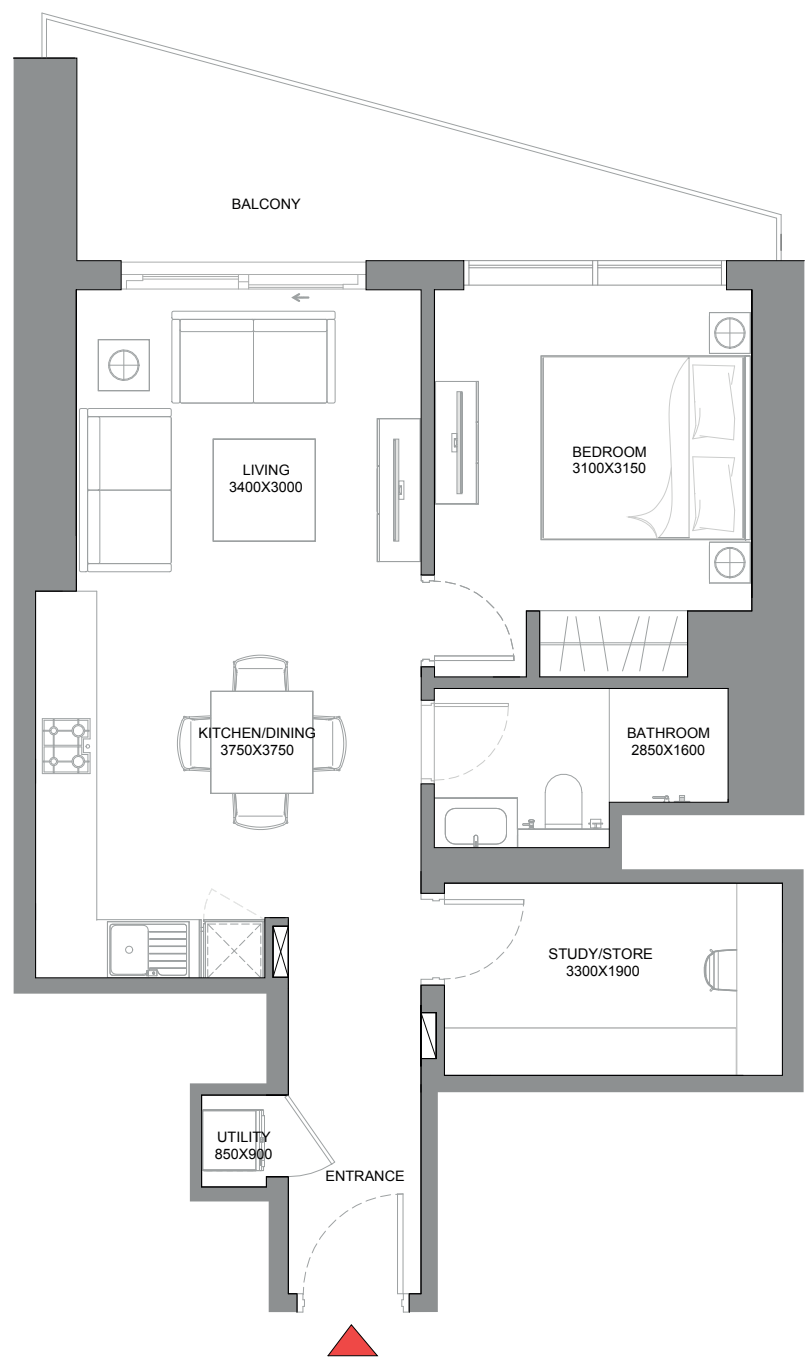 BALCONY
LIVING
3400X3000
BEDROOM
3100X3150
KITCHEN/DINING
3750X3750
BATHROOM
2850X1600
STUDY/STORE
3300X1900
UTILITY
850X900
ENTRANCE